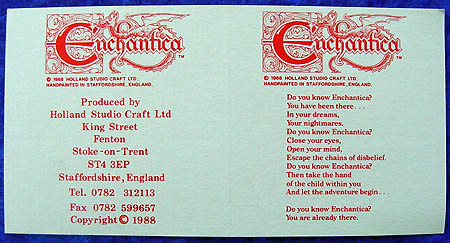 Enchantica™
© 1988 HOLLAND STUDIO CRAFT LTD.
HANDPAINTED IN STAFFORDSHIRE, ENGLAND.
Produced by
Holland Studio Craft Ltd
King Street
Fenton
Stoke-on-Trent
ST4 3EP
Staffordshire, England
Tel. 0782 312113
Fax 0782 599657
Copyright © 1988
Enchantica™
© 1988 HOLLAND STUDIO CRAFT LTD.
HANDPAINTED IN STAFFORDSHIRE, ENGLAND.
Do you know Enchantica?
You have been there . . .
In your dreams,
Your nightmares.
Do you know Enchantica?
Close your eyes,
Open your mind,
Escape the chains of disbelief.
Do you know Enchantica?
Then take the hand
of the child within you
And let the adventure begin . . .
Do you know Enchantica?
You are already there.